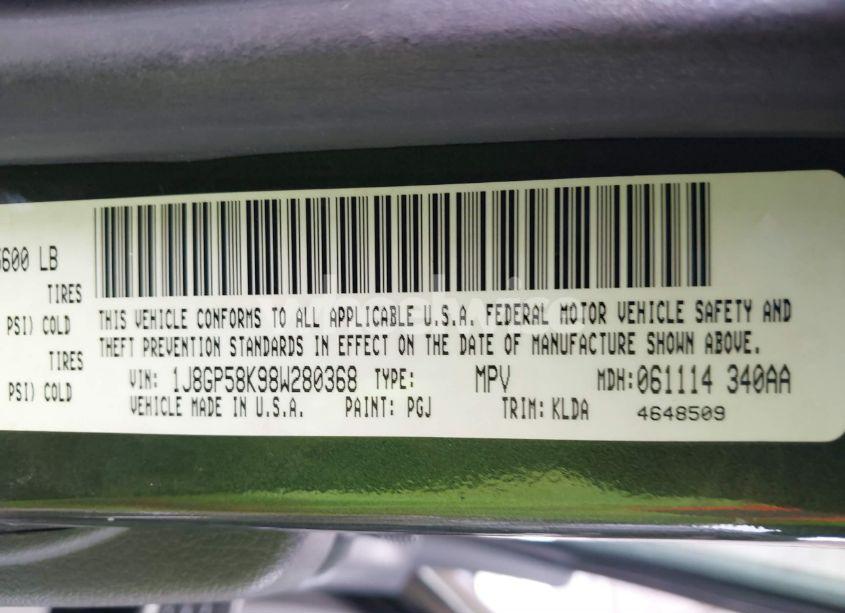 600 LB
TIRES
PSI) COLD
TIRES
PSI) COLD
THIS VEHICLE CONFORMS TO ALL APPLICABLE U.S.A. FEDERAL MOTOR VEHICLE SAFETY AND
THEFT PREVENTION STANDARDS IN EFFECT ON THE DATE OF MANUFACTURE SHOWN ABOVE.
VIN: 1J8GP58K98W280368 TYPE: MPV MDH: 061114 340AA
VEHICLE MADE IN U.S.A. PAINT: PGJ TRIM: KLDA 4648509